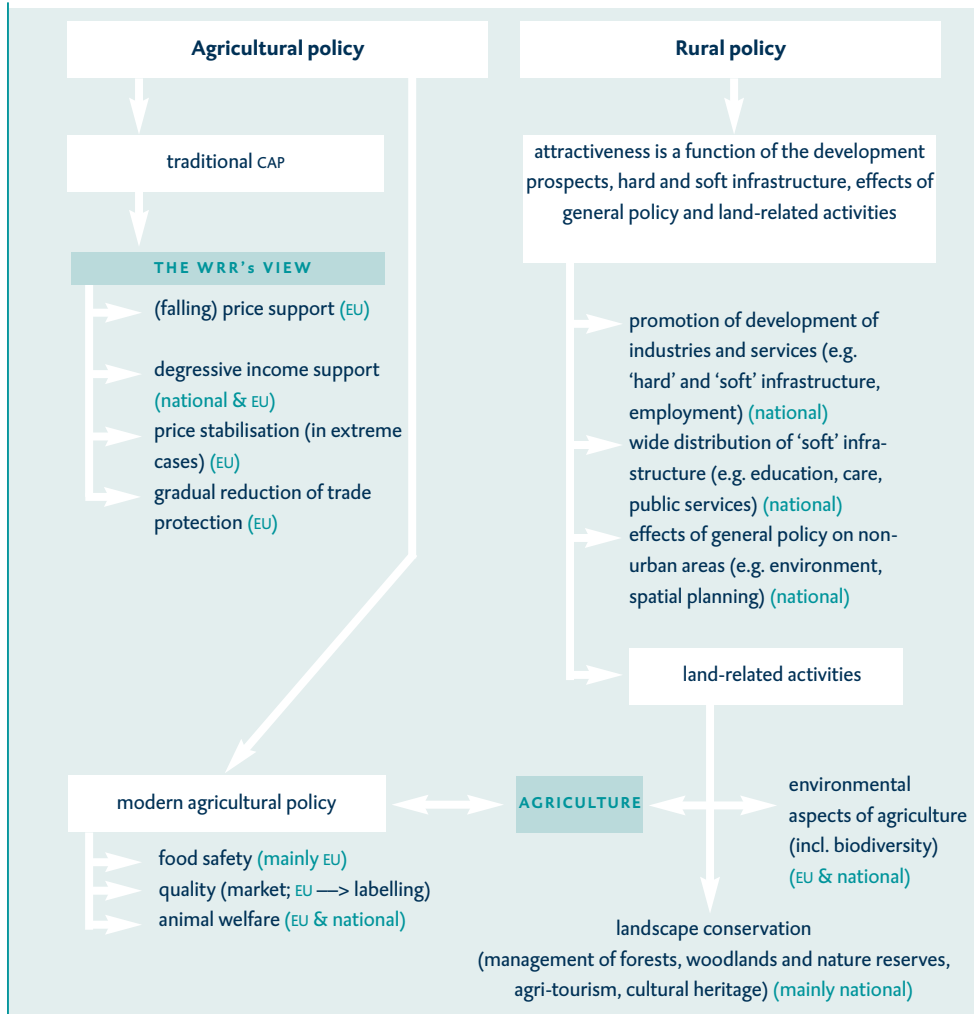 Agricultural policy
traditional CAP
THE WRR's VIEW
(falling) price support (EU)
degressive income support
(national & EU)
price stabilisation (in extreme
cases) (EU)
gradual reduction of trade
protection (EU)
modern agricultural policy
food safety (mainly EU)
quality (market; EU —–> labelling)
animal welfare (EU & national)
Rural policy
attractiveness is a function of the development
prospects, hard and soft infrastructure, effects of
general policy and land-related activities
promotion of development of
industries and services (e.g.
‘hard’ and ‘soft’ infrastructure,
employment) (national)
wide distribution of ‘soft’ infra-
structure (e.g. education, care,
public services) (national)
effects of general policy on non-
urban areas (e.g. environment,
spatial planning) (national)
land-related activities
AGRICULTURE
environmental
aspects of agriculture
(incl. biodiversity)
(EU & national)
landscape conservation
(management of forests, woodlands and nature reserves,
agri-tourism, cultural heritage) (mainly national)